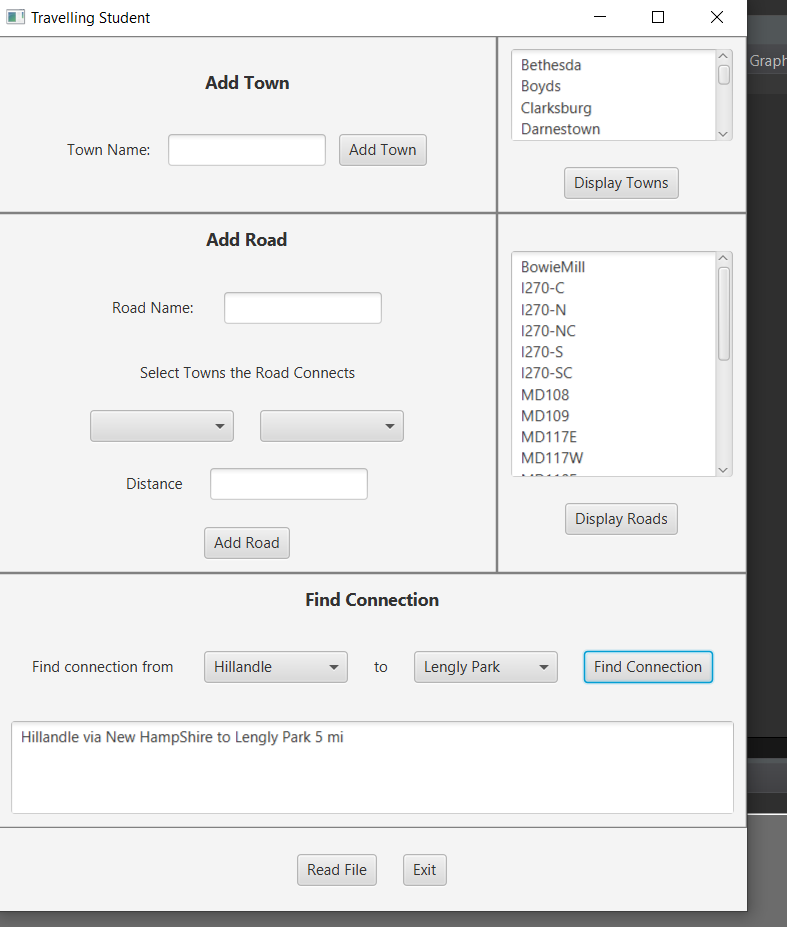 Travelling Student
Graph
Add Town
Town Name:
Add Town
Bethesda
Boyds
Clarksburg
Darnestown
Display Towns
Add Road
Road Name:
Select Towns the Road Connects
Distance
Add Road
BowieMill
I270-C
I270-N
I270-NC
I270-S
I270-SC
MD108
MD109
MD117E
MD117W
Display Roads
Find Connection
Find connection from
Hillandle
to
Lengly Park
Find Connection
Hillandle via New HampShire to Lengly Park 5 mi
Read File
Exit